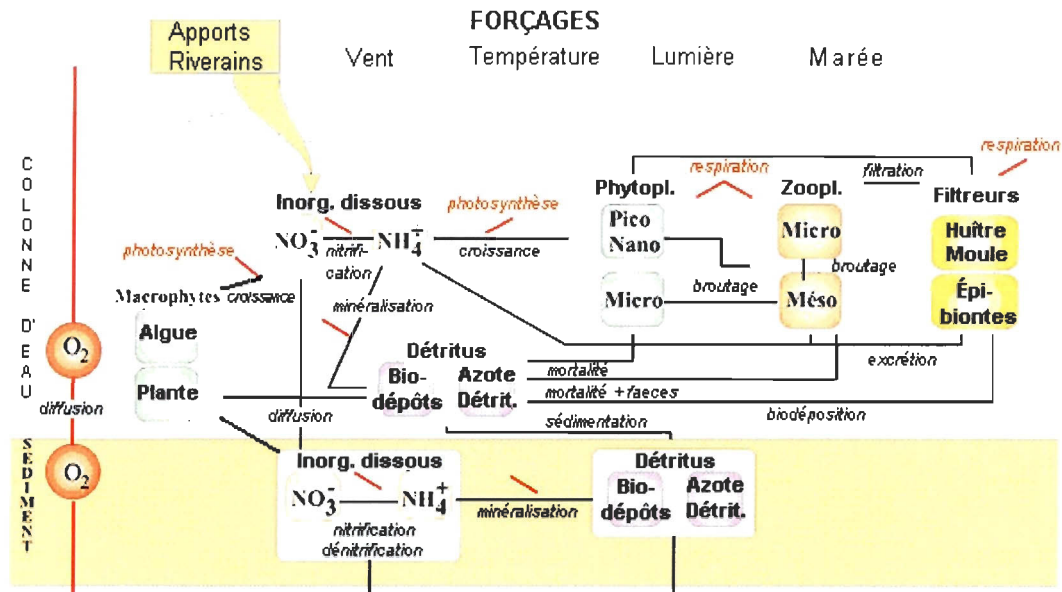 FORÇAGES
Apports
Riverains
Vent
Température
Lumière
Marée
COLONNE D'EAU
respiration
respiration
filtration
Phytopl.
Zoopl.
Filtreurs
Inorg. dissous
photosynthèse
Pico
Nano
Micro
Huître
Moule
NO₃⁻
nitrifi-
cation
NH₄⁺
croissance
photosynthèse
broutage
minéralisation
broutage
Macrophytes
croissance
Micro
Méso
Épi-
biontes
Algue
O₂
Détritus
excrétion
mortalité
Bio-
dépôts
Azote
Détrit.
Plante
mortalité + faeces
diffusion
diffusion
biodéposition
sédimentation
SEDIMENT
O₂
Inorg. dissous
Détritus
NO₃⁻
NH₄⁺
minéralisation
Bio-
dépôts
Azote
Détrit.
nitrification
dénitrification